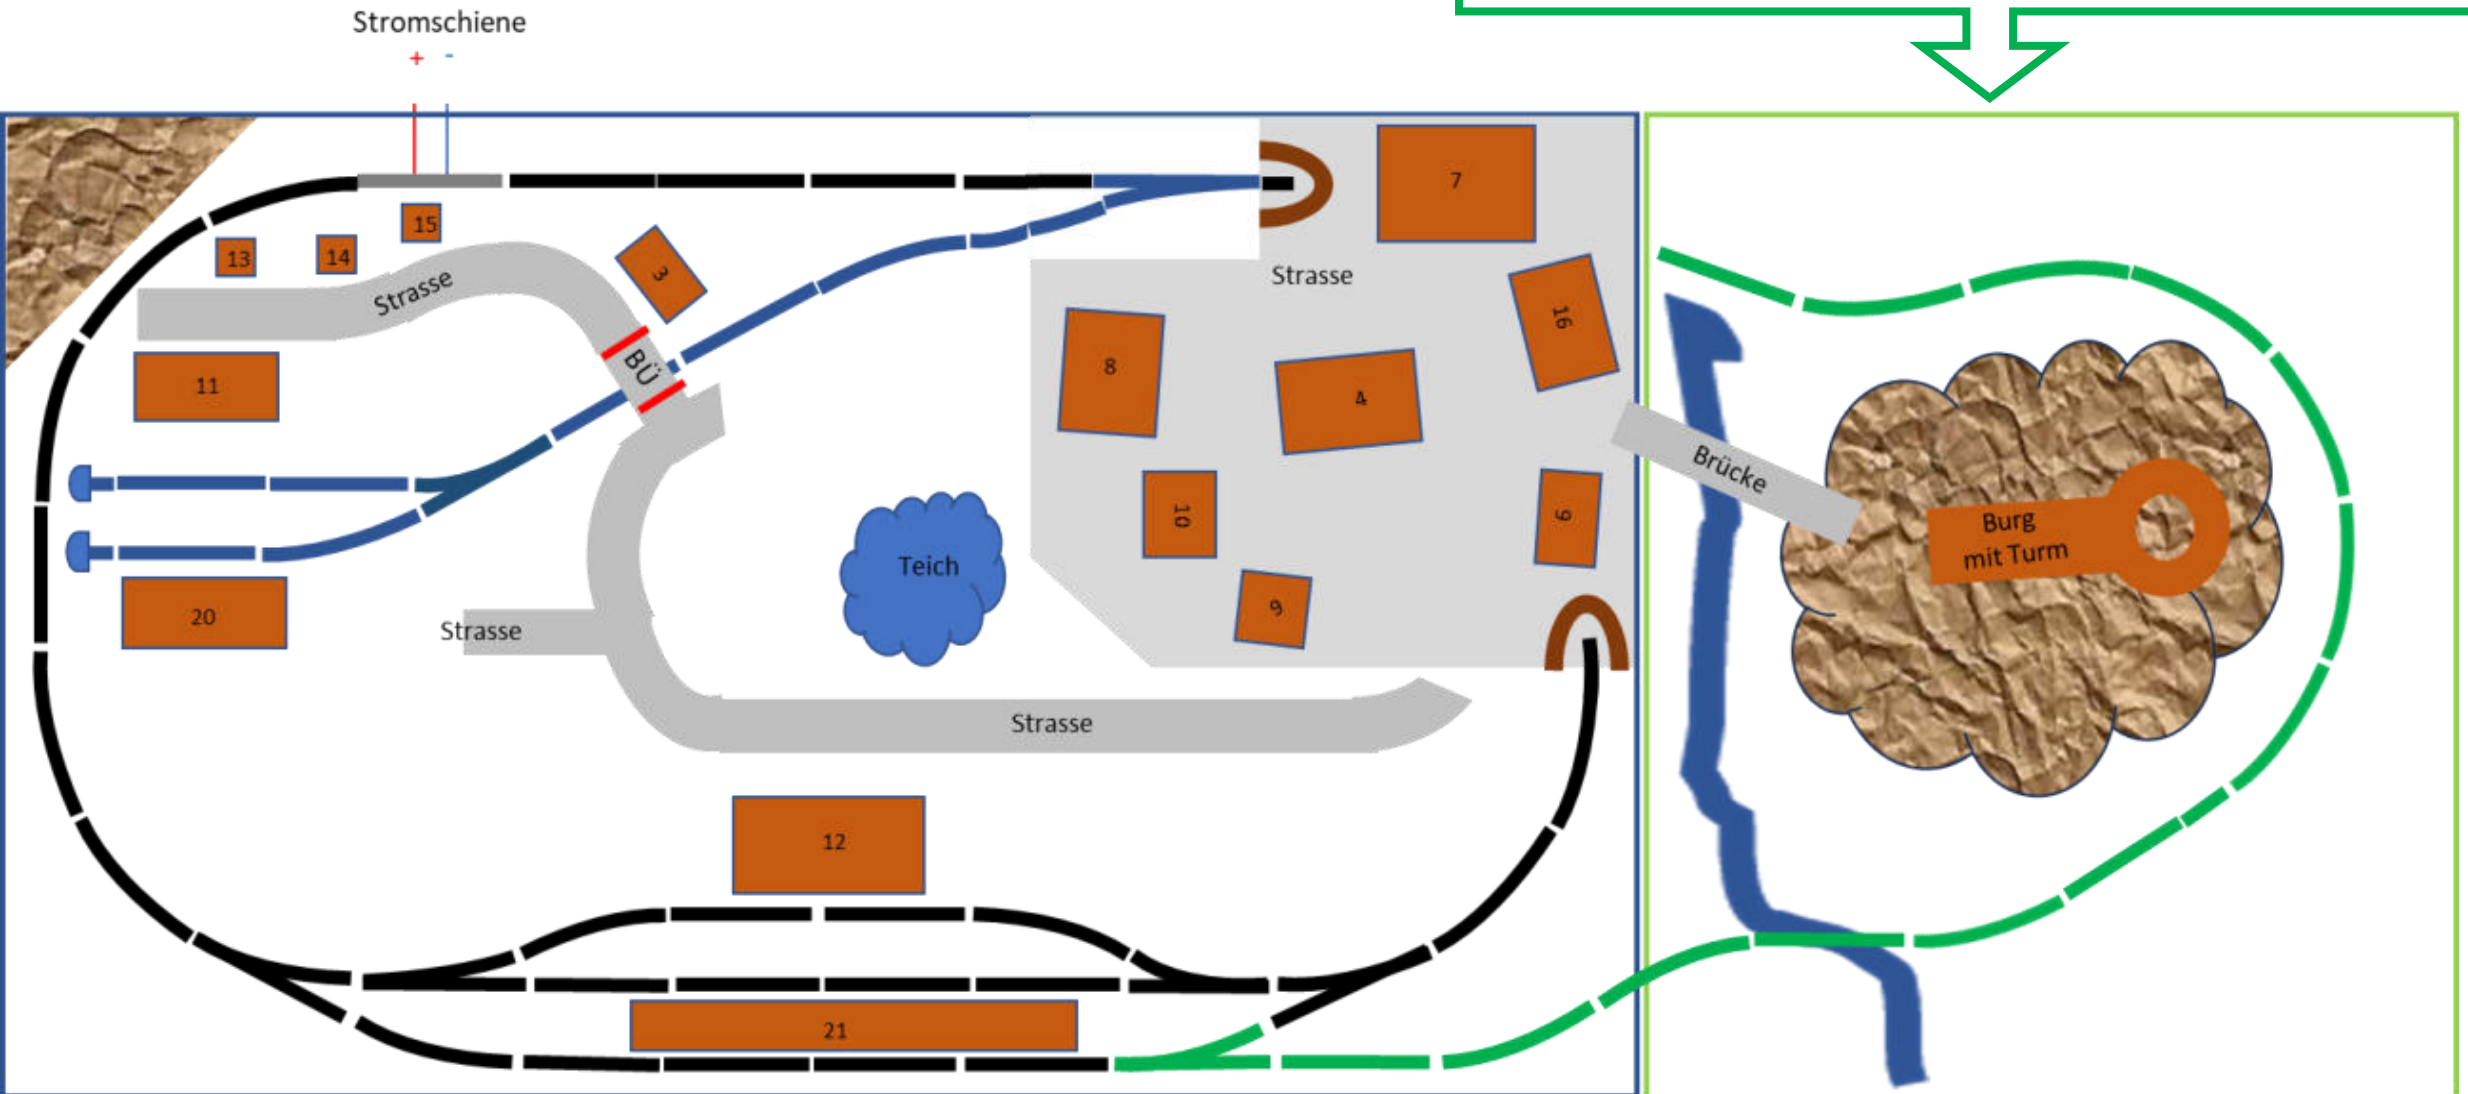 Stromschiene
+ -
7
15
13
14
3
Strasse
Strasse
16
BÜ
8
4
11
Brücke
10
6
Burg
mit Turm
Teich
9
20
Strasse
Strasse
12
21